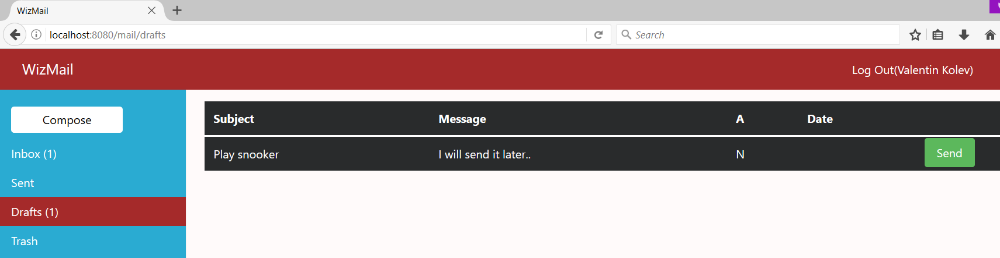 WizMail
localhost:8080/mail/drafts
Search
WizMail
Log Out(Valentin Kolev)
Compose
Inbox (1)
Sent
Drafts (1)
Trash
Subject Message A Date
Play snooker I will send it later.. N Send